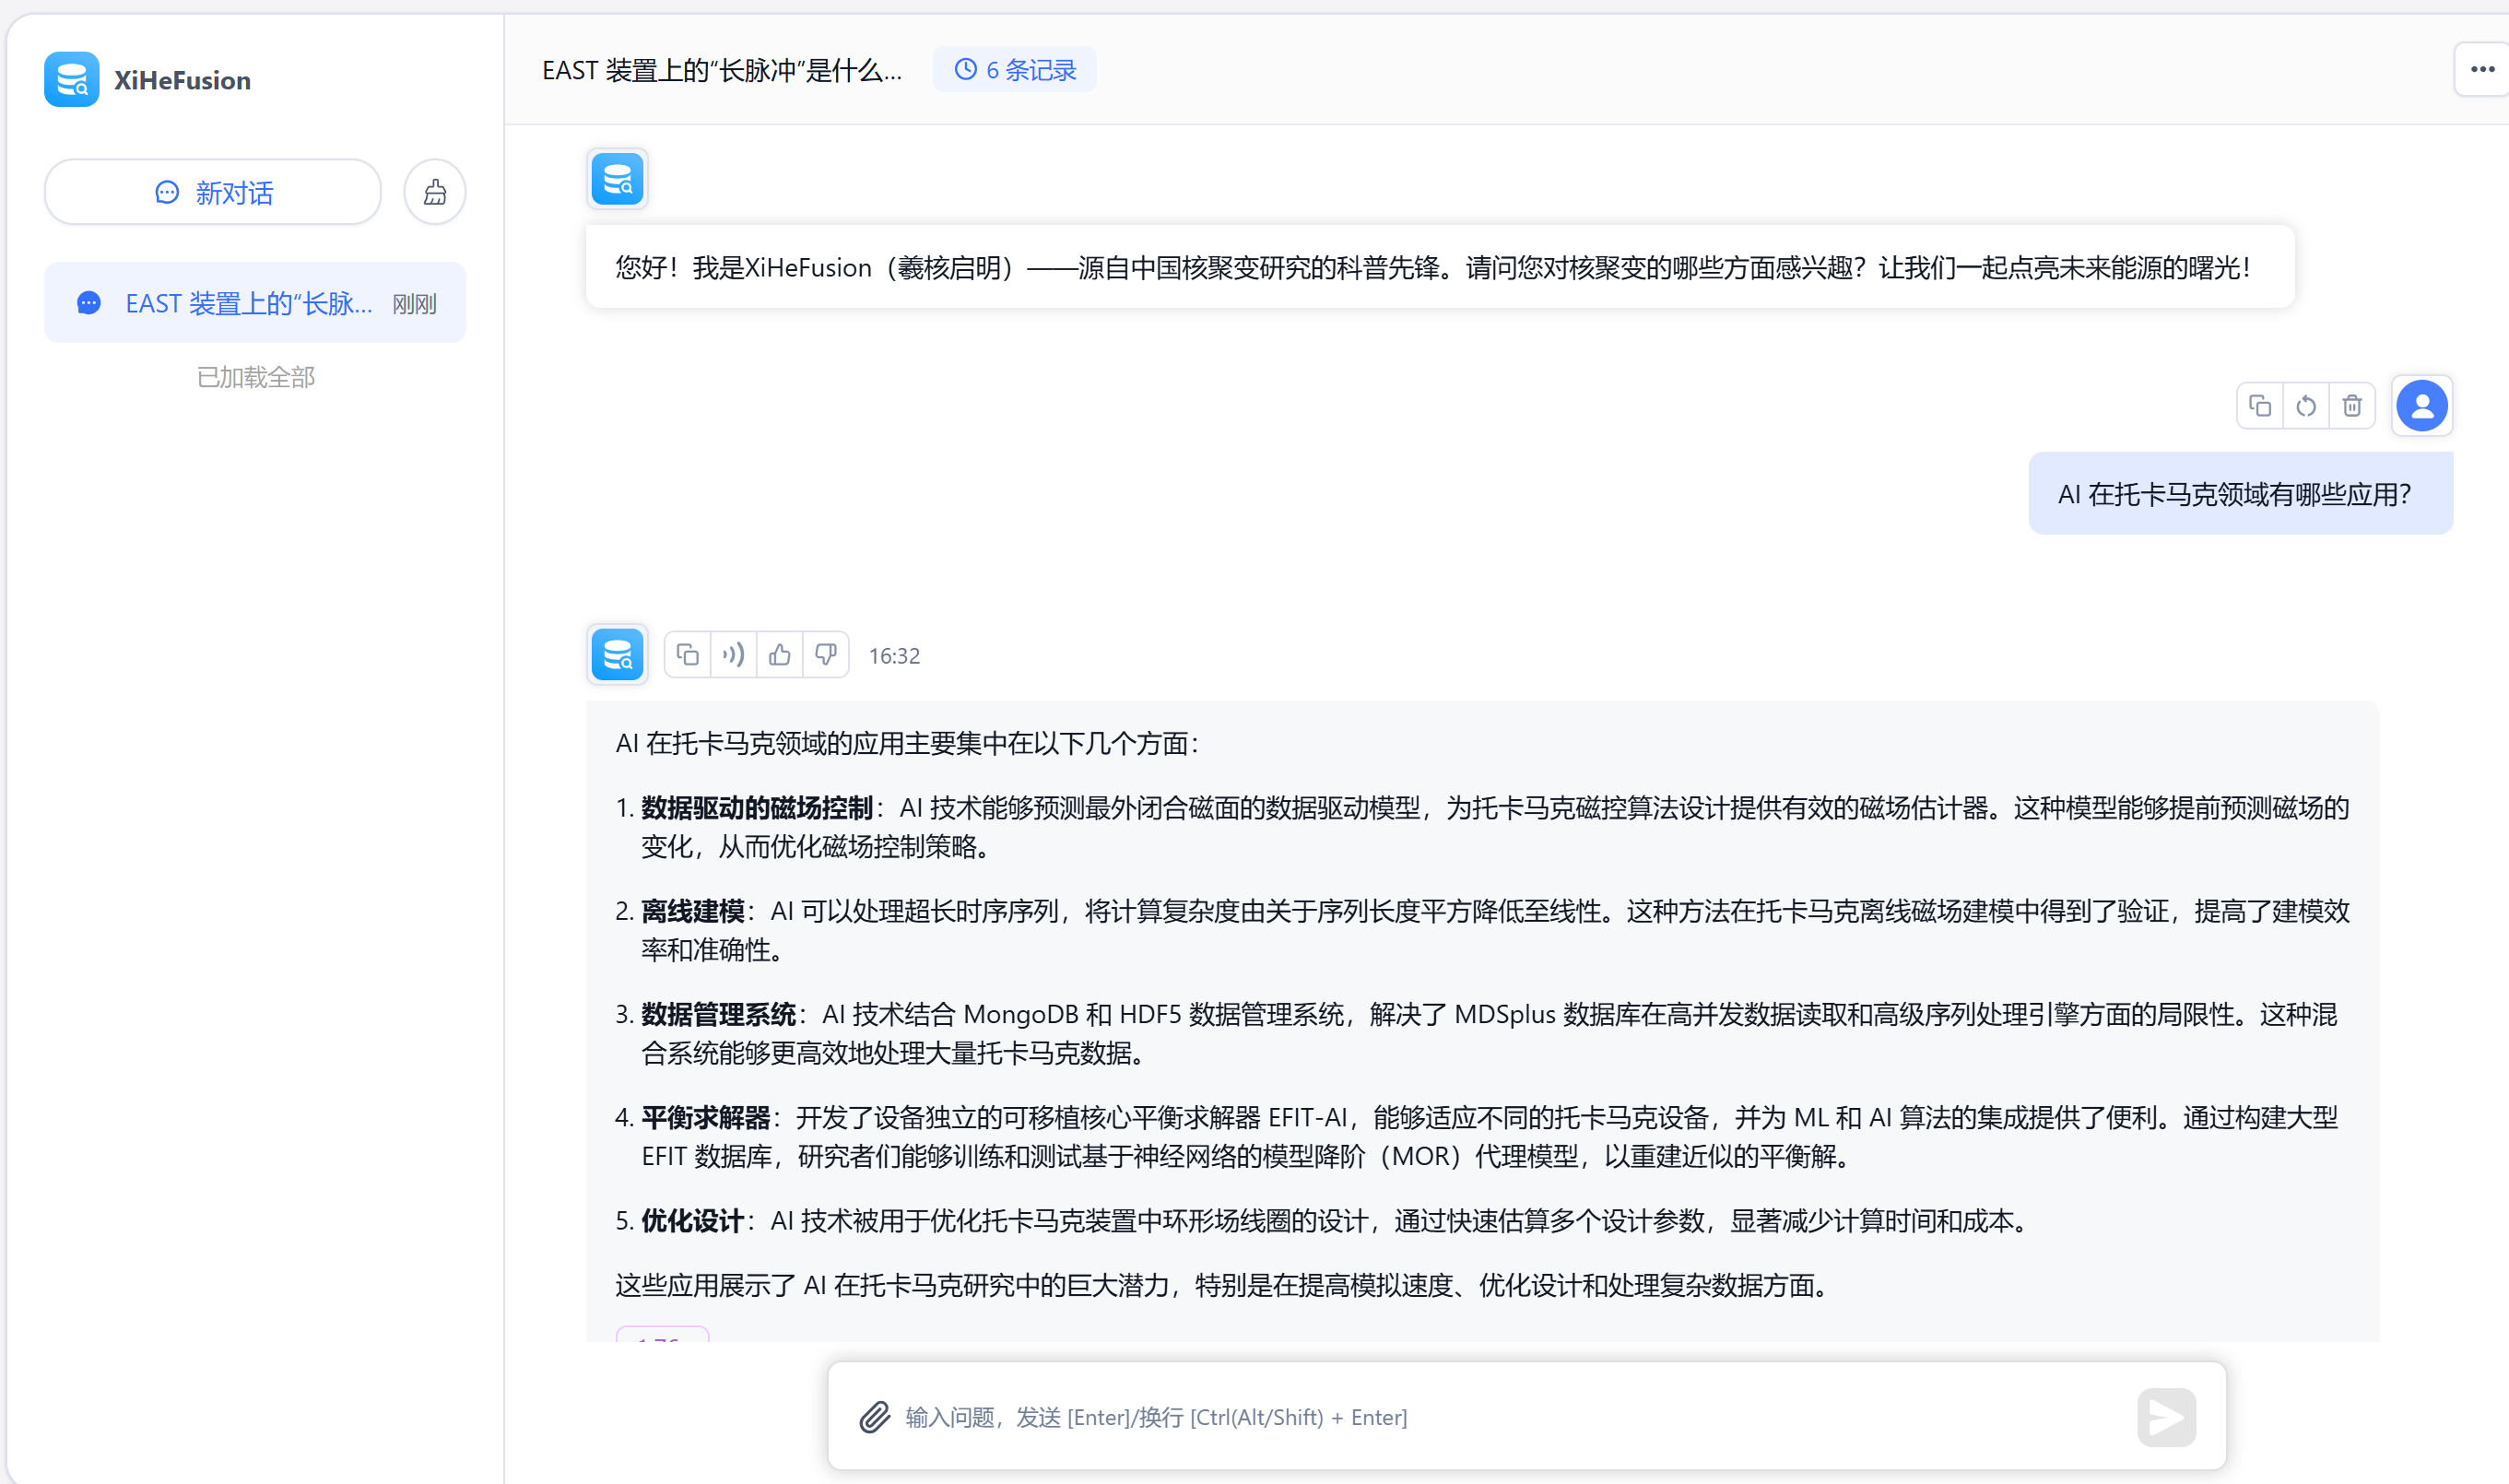 XiHeFusion
新对话
EAST 装置上的“长脉... 刚刚
已加载全部
EAST 装置上的“长脉冲”是什么...
6 条记录
您好！我是XiHeFusion（羲核启明）——源自中国核聚变研究的科普先锋。请问您对核聚变的哪些方面感兴趣？让我们一起点亮未来能源的曙光！
AI 在托卡马克领域有哪些应用？
16:32
AI 在托卡马克领域的应用主要集中在以下几个方面：
1. 数据驱动的磁场控制：AI 技术能够预测最外闭合磁面的数据驱动模型，为托卡马克磁控算法设计提供有效的磁场估计器。这种模型能够提前预测磁场的
变化，从而优化磁场控制策略。
2. 离线建模：AI 可以处理超长时序序列，将计算复杂度由关于序列长度平方降低至线性。这种方法在托卡马克离线磁场建模中得到了验证，提高了建模效
率和准确性。
3. 数据管理系统：AI 技术结合 MongoDB 和 HDF5 数据管理系统，解决了 MDSplus 数据库在高并发数据读取和高级序列处理引擎方面的局限性。这种混
合系统能够更高效地处理大量托卡马克数据。
4. 平衡求解器：开发了设备独立的可移植核心平衡求解器 EFIT-AI，能够适应不同的托卡马克设备，并为 ML 和 AI 算法的集成提供了便利。通过构建大型
EFIT 数据库，研究者们能够训练和测试基于神经网络的模型降阶（MOR）代理模型，以重建近似的平衡解。
5. 优化设计：AI 技术被用于优化托卡马克装置中环形场线圈的设计，通过快速估算多个设计参数，显著减少计算时间和成本。
这些应用展示了 AI 在托卡马克研究中的巨大潜力，特别是在提高模拟速度、优化设计和处理复杂数据方面。
输入问题，发送 [Enter]/换行 [Ctrl(Alt/Shift) + Enter]